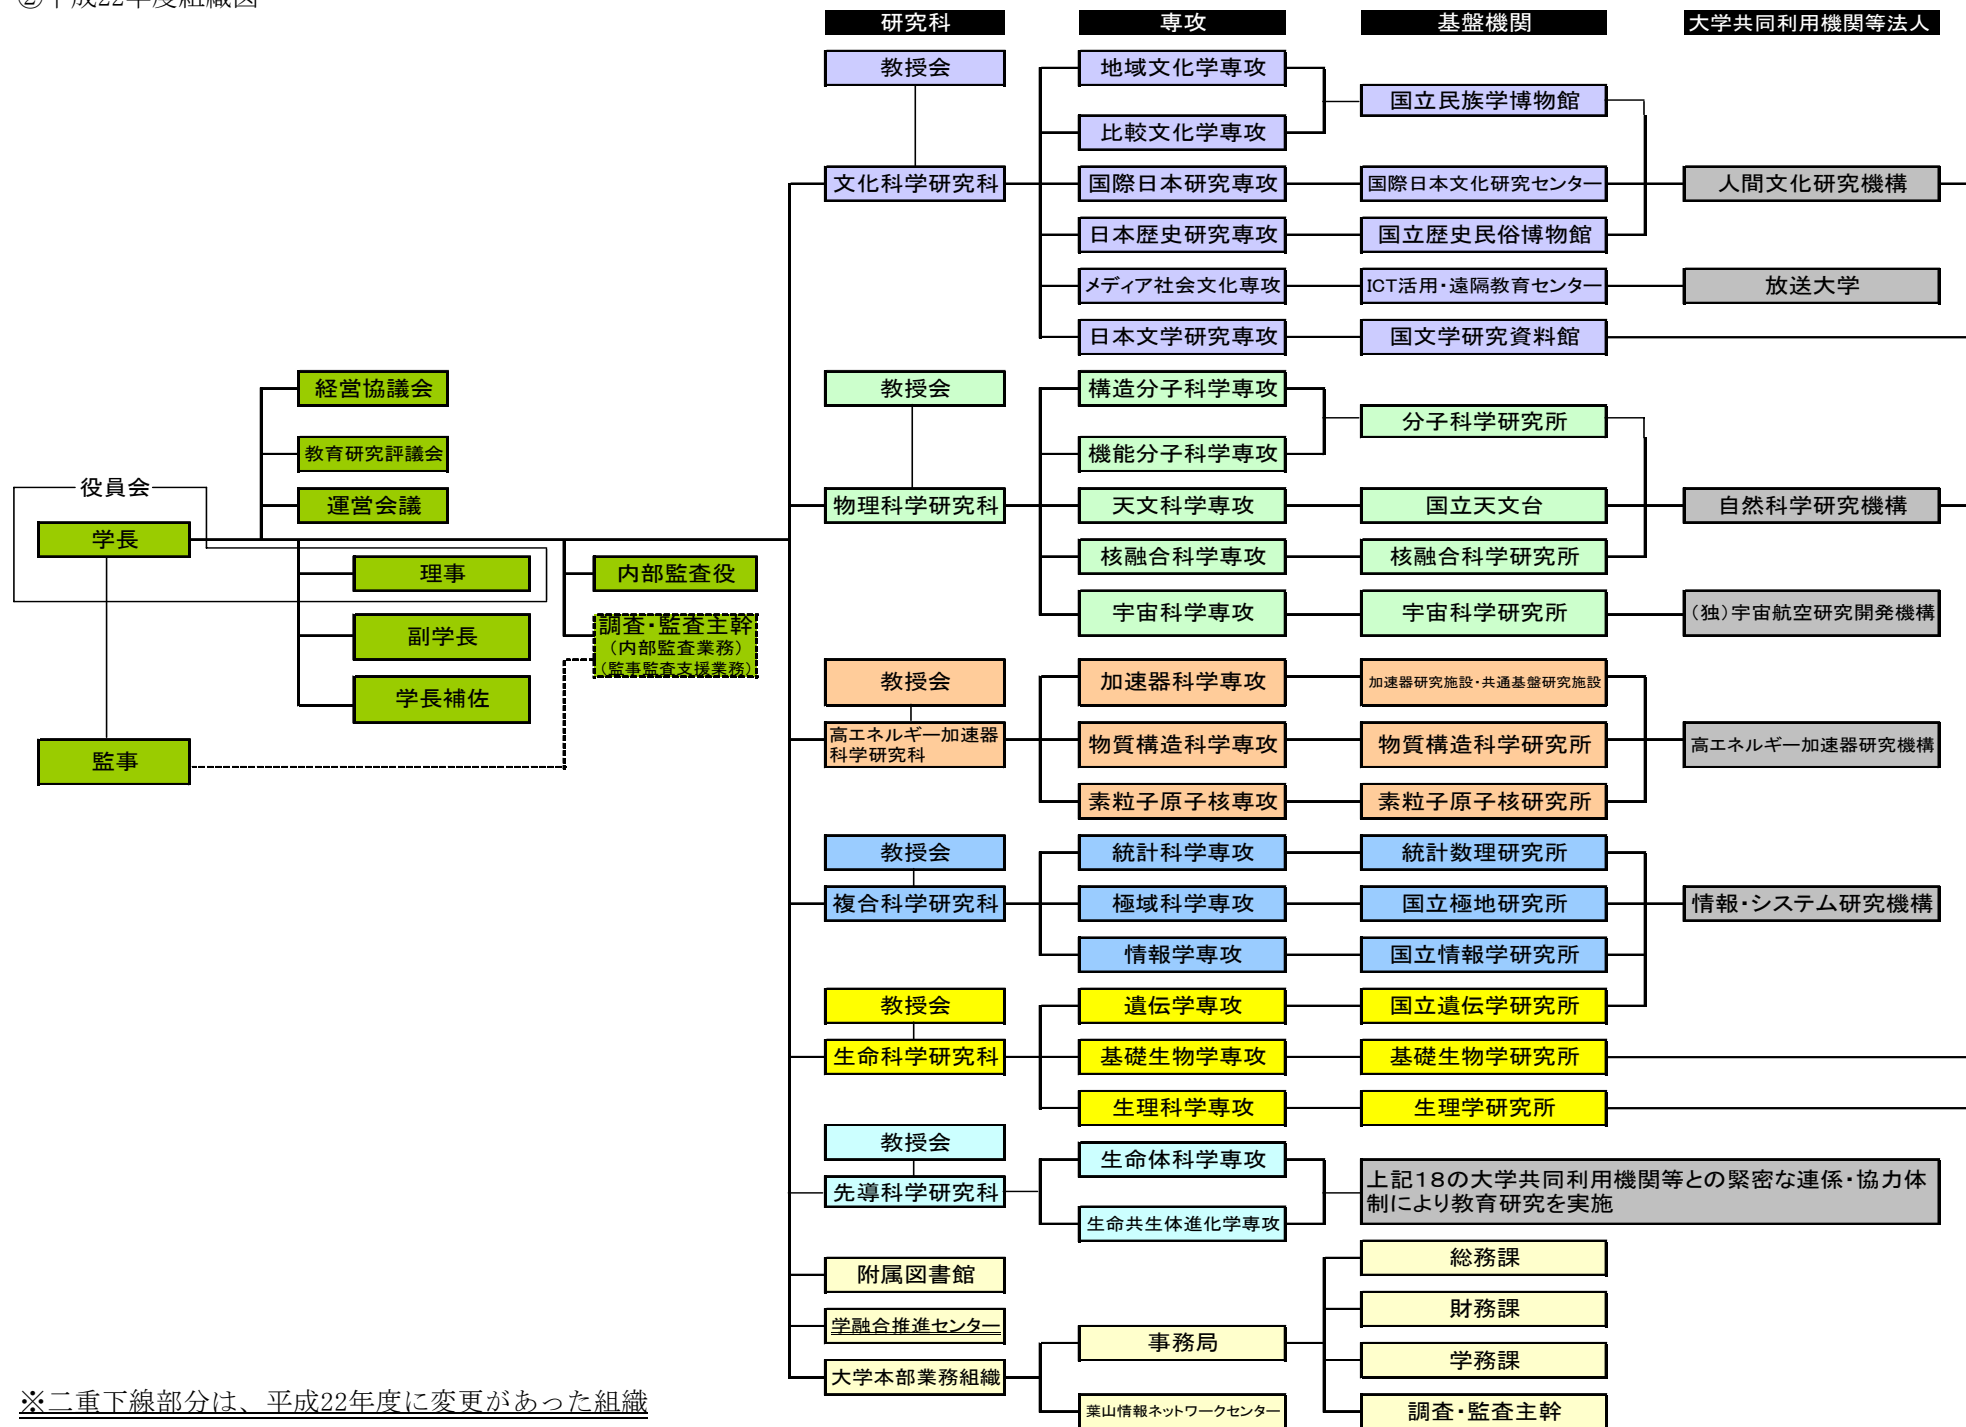 ②平成22年度組織図
研究科
専攻
基盤機関
大学共同利用機関等法人
教授会
地域文化学専攻
国立民族学博物館
比較文化学専攻
文化科学研究科
国際日本研究専攻
国際日本文化研究センター
人間文化研究機構
日本歴史研究専攻
国立歴史民俗博物館
メディア社会文化専攻
ICT活用・遠隔教育センター
放送大学
日本文学研究専攻
国文学研究資料館
経営協議会
教育研究評議会
運営会議
役員会
学長
理事
副学長
学長補佐
監事
内部監査役
調査・監査主幹
(内部監査業務)
(監事監査支援業務)
教授会
構造分子科学専攻
分子科学研究所
機能分子科学専攻
物理科学研究科
天文科学専攻
国立天文台
自然科学研究機構
核融合科学専攻
核融合科学研究所
宇宙科学専攻
宇宙科学研究所
(独)宇宙航空研究開発機構
教授会
加速器科学専攻
加速器研究施設・共通基盤研究施設
高エネルギー加速器
科学研究科
物質構造科学専攻
物質構造科学研究所
高エネルギー加速器研究機構
素粒子原子核専攻
素粒子原子核研究所
教授会
統計科学専攻
統計数理研究所
複合科学研究科
極域科学専攻
国立極地研究所
情報・システム研究機構
情報学専攻
国立情報学研究所
教授会
遺伝学専攻
国立遺伝学研究所
生命科学研究科
基礎生物学専攻
基礎生物学研究所
生理科学専攻
生理学研究所
教授会
生命体科学専攻
先導科学研究科
上記18の大学共同利用機関等との緊密な連係・協力体
制により教育研究を実施
生命共生体進化学専攻
附属図書館
学融合推進センター
大学本部業務組織
事務局
葉山情報ネットワークセンター
総務課
財務課
学務課
調査・監査主幹
※二重下線部分は、平成22年度に変更があった組織